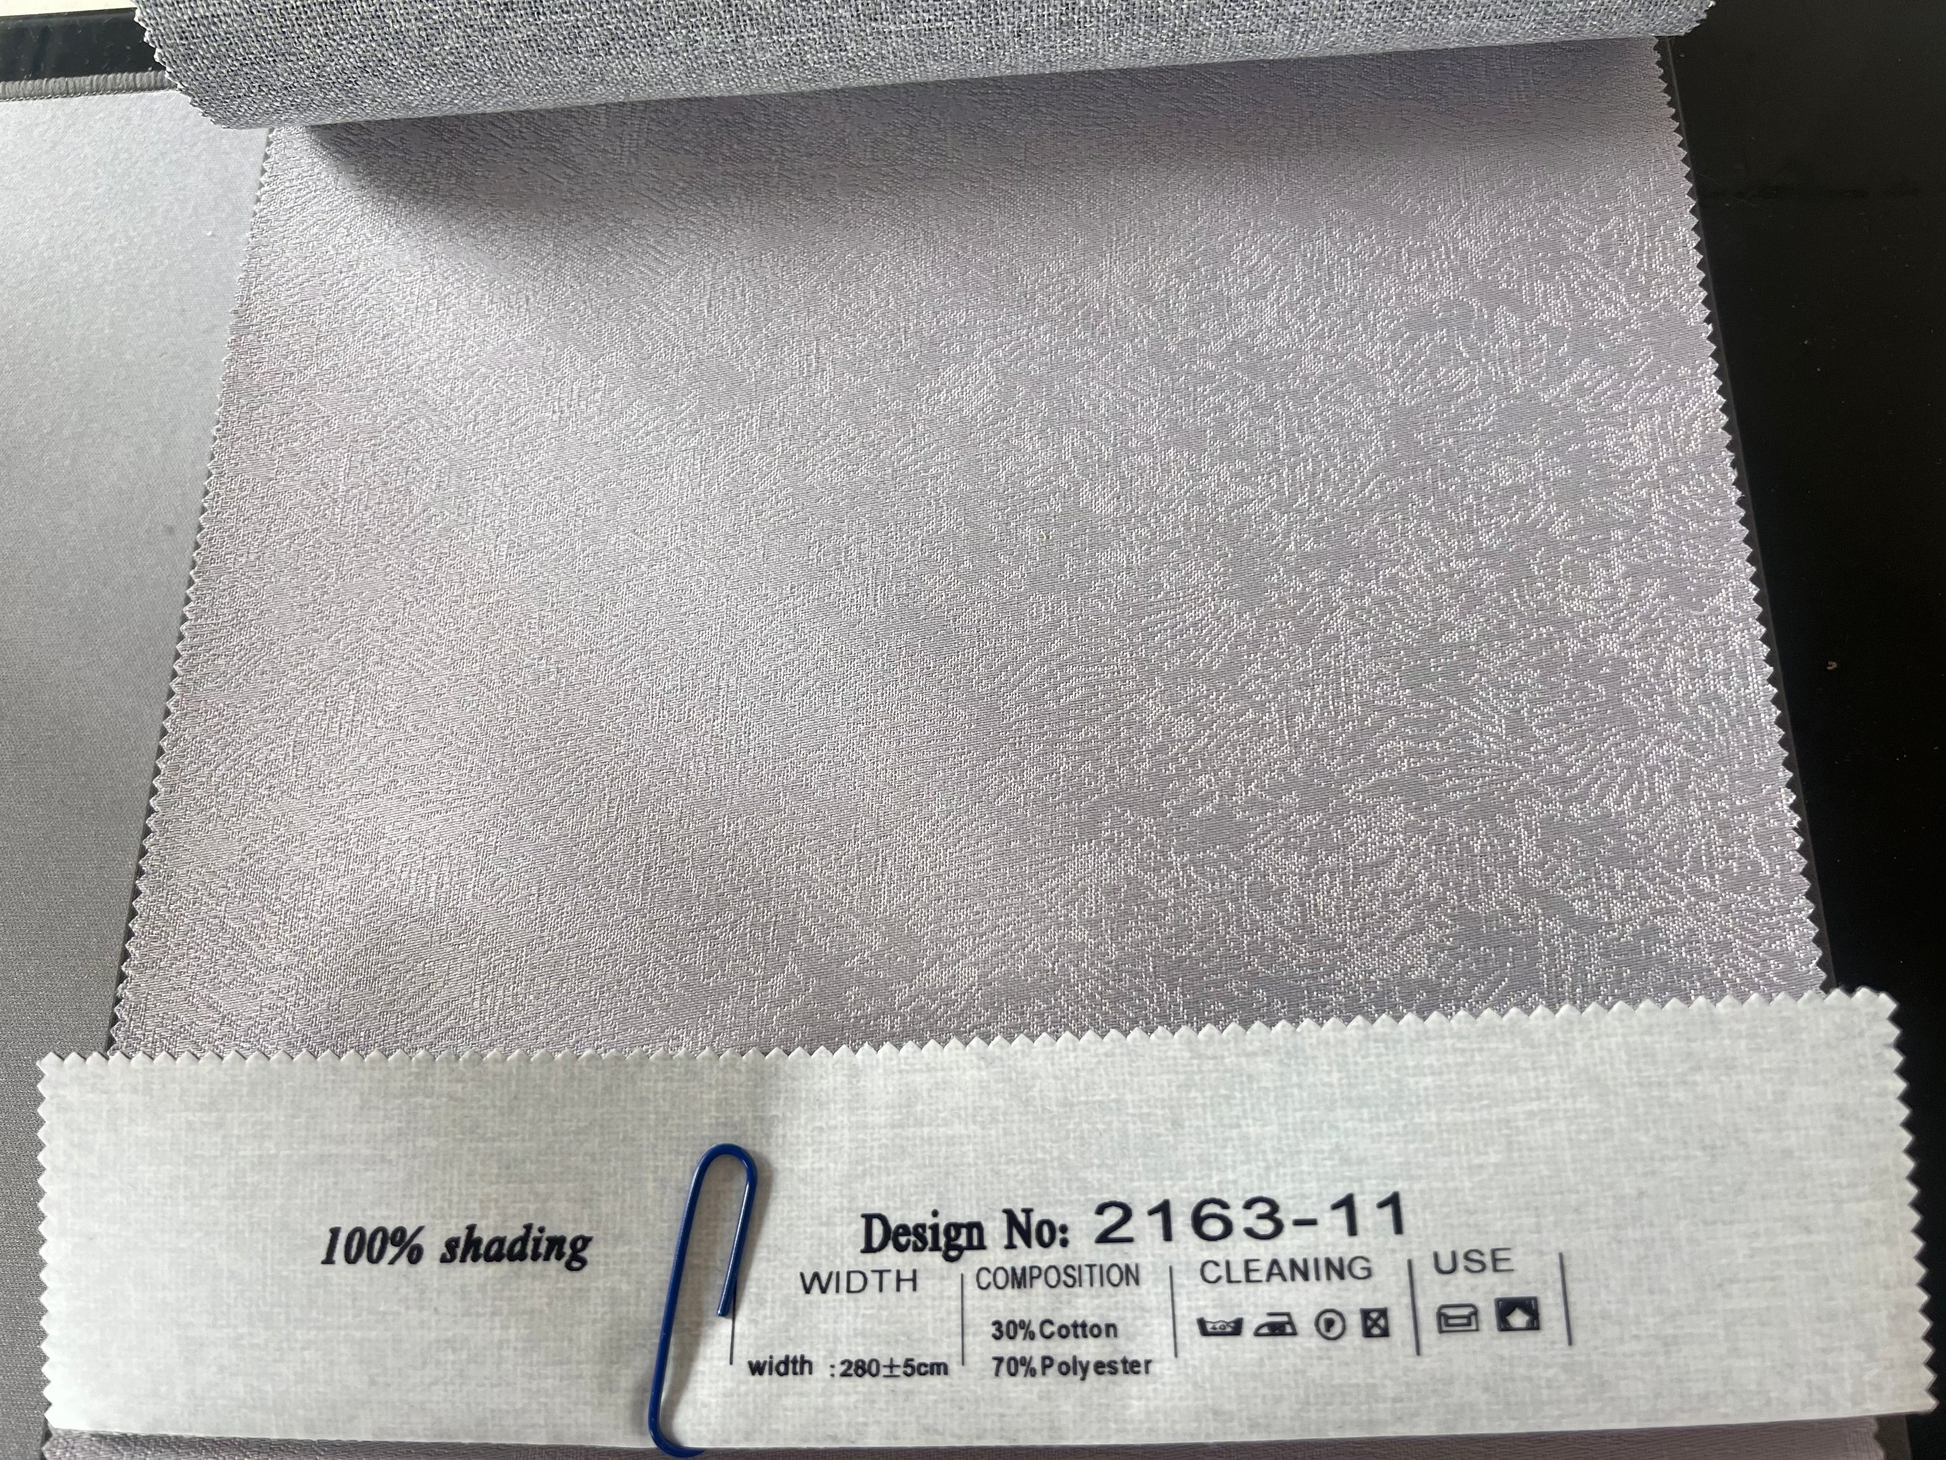 100% shading
Design No: 2163-11
WIDTH
COMPOSITION
CLEANING
USE
30%Cotton
width :280±5cm
70%Polyester